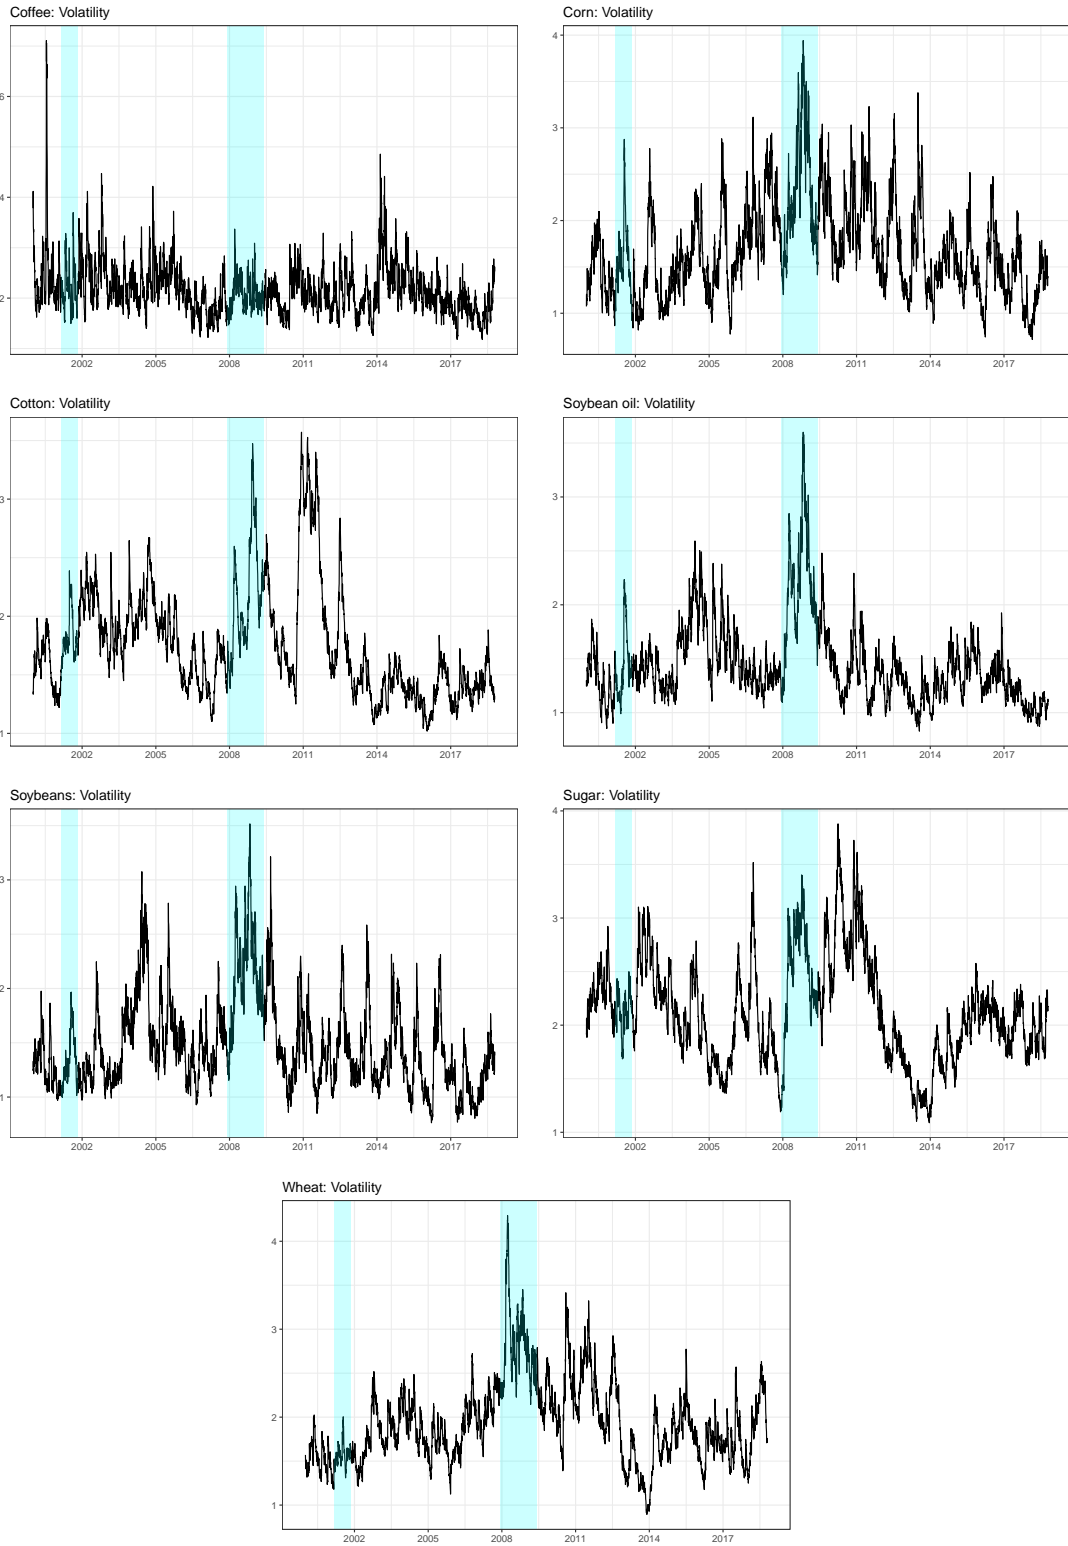 Coffee: Volatility
6
4
2
2002 2005 2008 2011 2014 2017
Corn: Volatility
4
3
2
1
2002 2005 2008 2011 2014 2017
Cotton: Volatility
3
2
1
2002 2005 2008 2011 2014 2017
Soybean oil: Volatility
3
2
1
2002 2005 2008 2011 2014 2017
Soybeans: Volatility
3
2
1
2002 2005 2008 2011 2014 2017
Sugar: Volatility
4
3
2
1
2002 2005 2008 2011 2014 2017
Wheat: Volatility
4
3
2
1
2002 2005 2008 2011 2014 2017